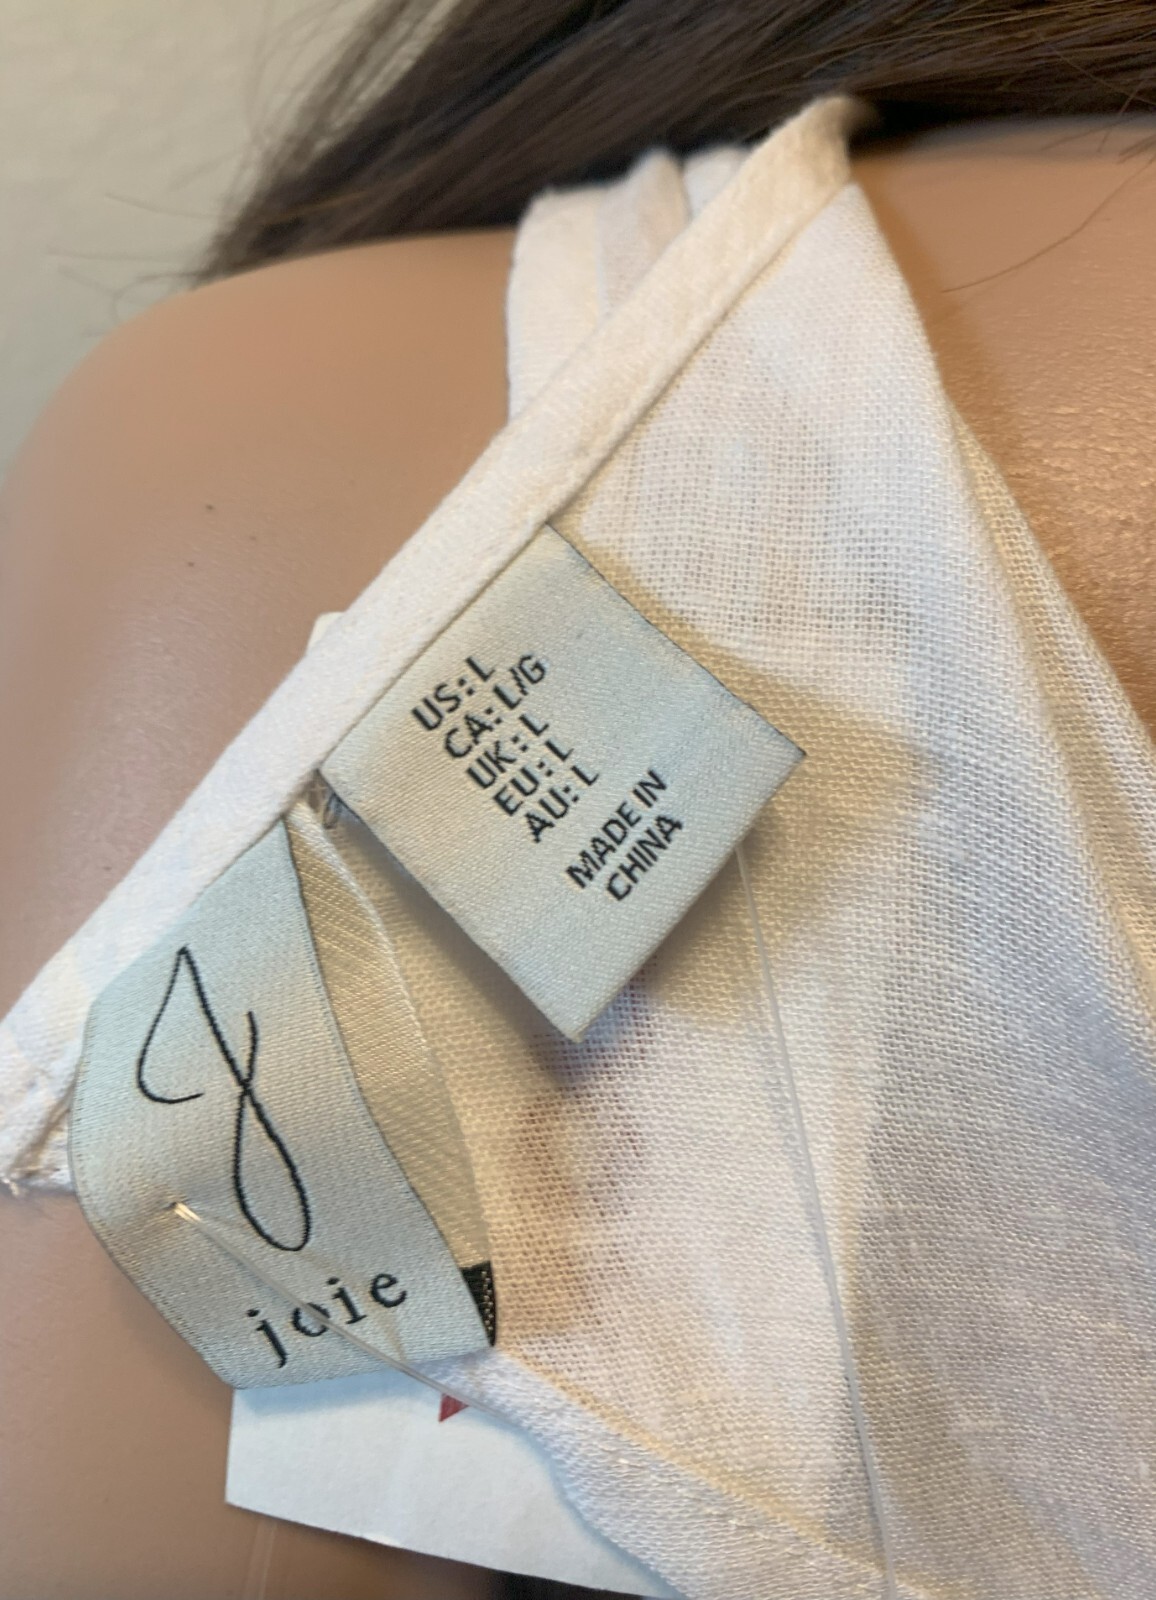 US: L
CA: L/G
UK: L
EU: L
AU: L
MADE IN
CHINA
J
joie